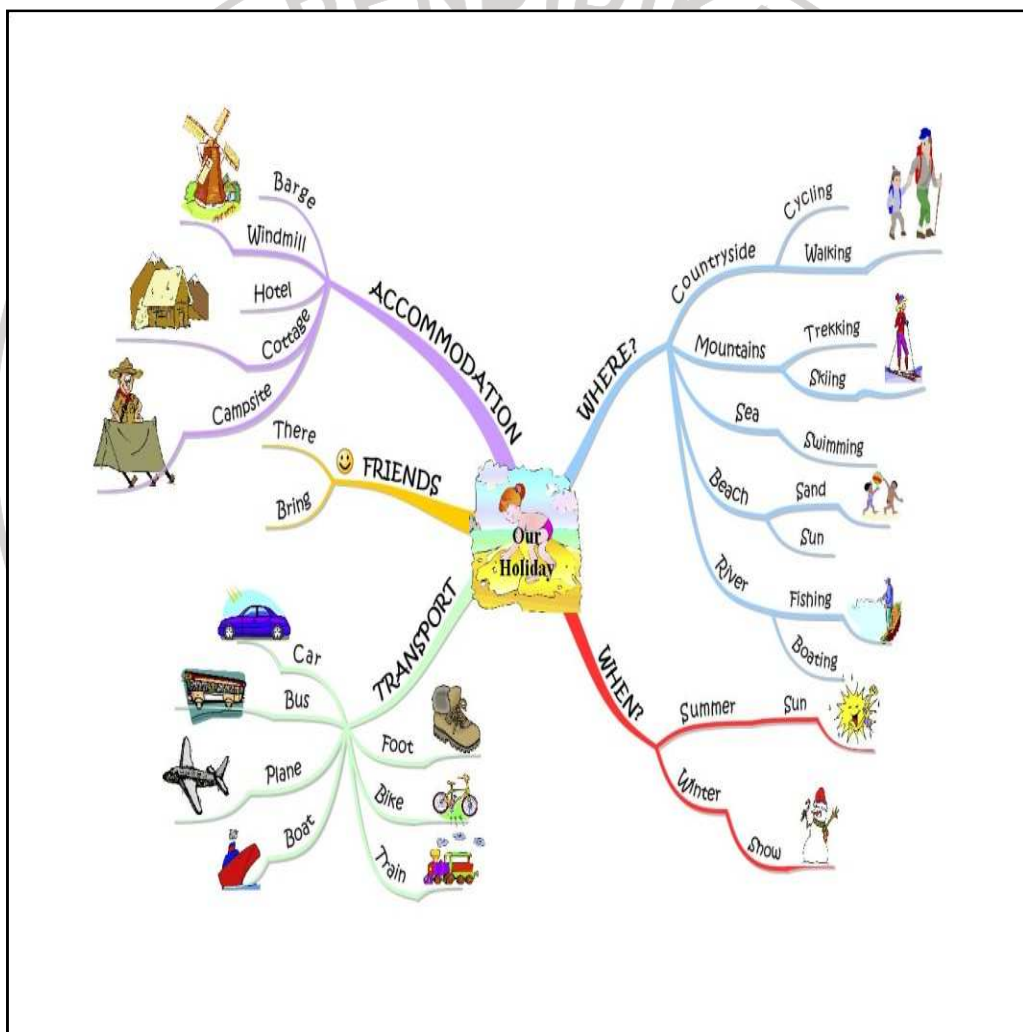 Our
Holiday
ACCOMMODATION
Barge
Windmill
Hotel
Cottage
Campsite
FRIENDS
There
Bring
TRANSPORT
Car
Bus
Plane
Boat
Foot
Bike
Train
WHERE?
Countryside
Cycling
Walking
Mountains
Trekking
Skiing
Sea
Swimming
Beach
Sand
Sun
River
Fishing
Boating
WHEN?
Summer
Sun
Winter
Snow